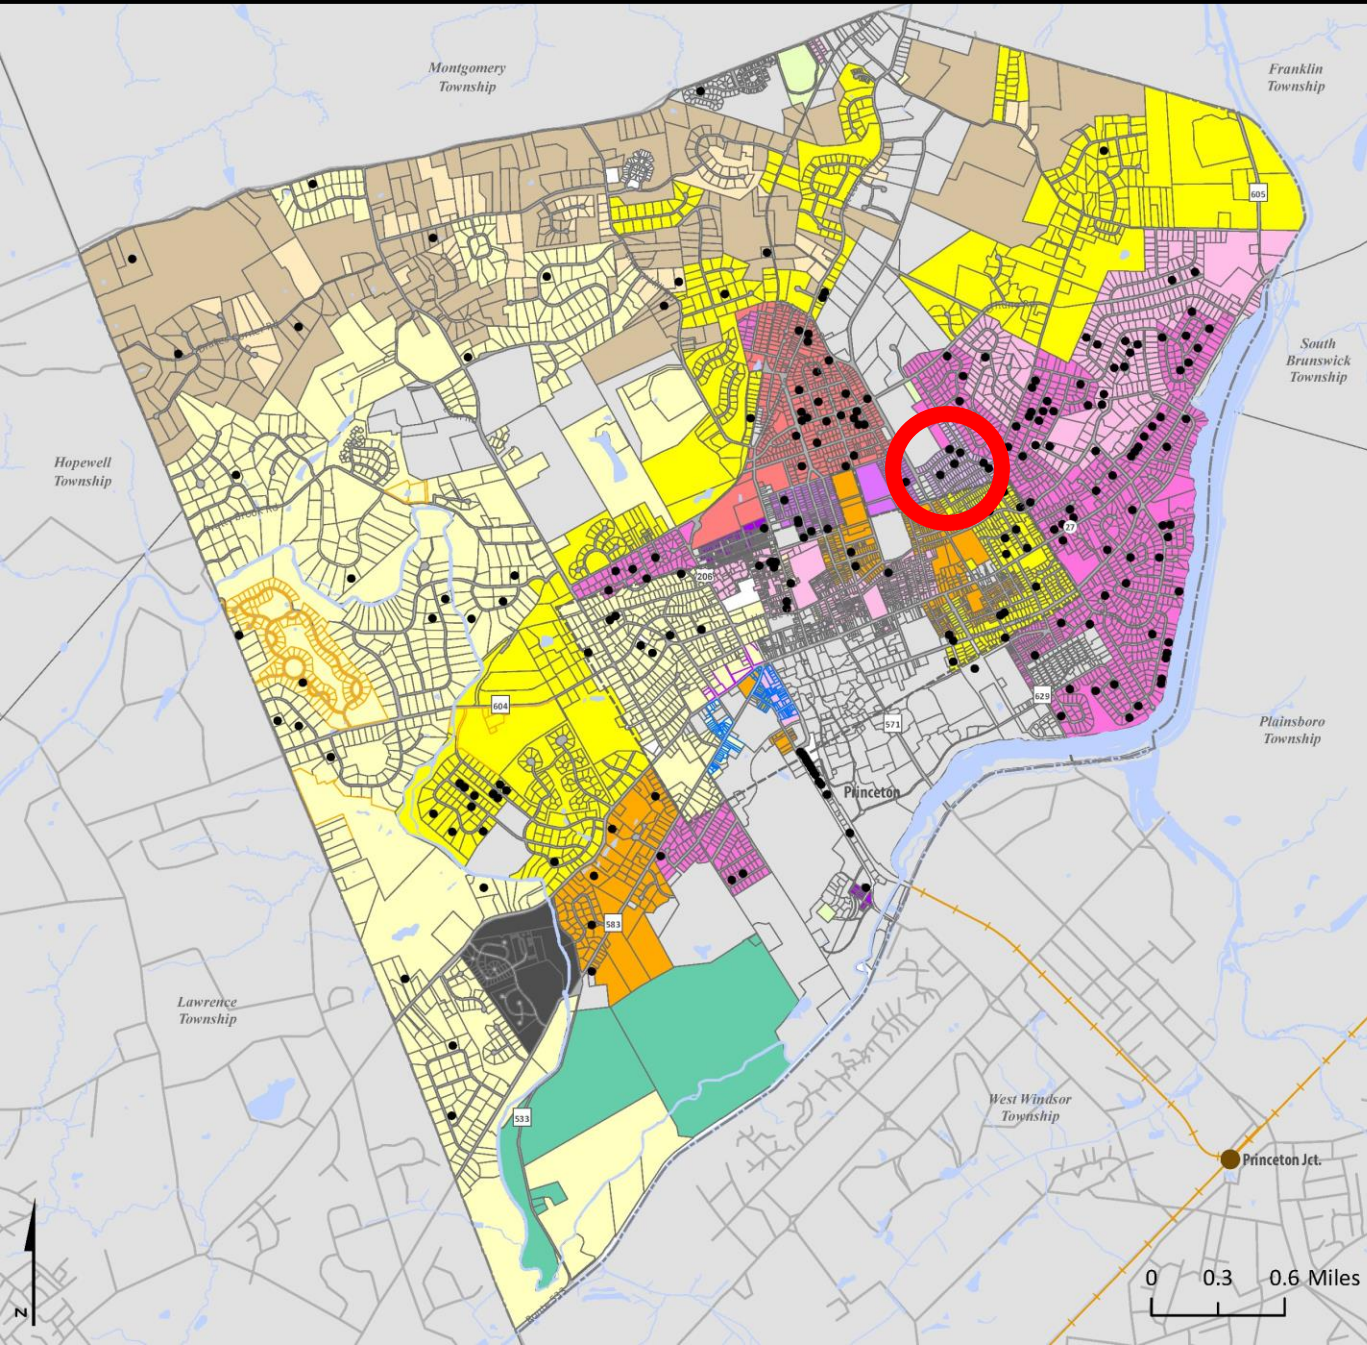 Montgomery
Township
Franklin
Township
605
South
Brunswick
Township
Hopewell
Township
27
206
604
629
571
Plainsboro
Township
Princeton
583
Lawrence
Township
533
West Windsor
Township
Princeton Jct.
0 0.3 0.6 Miles
N